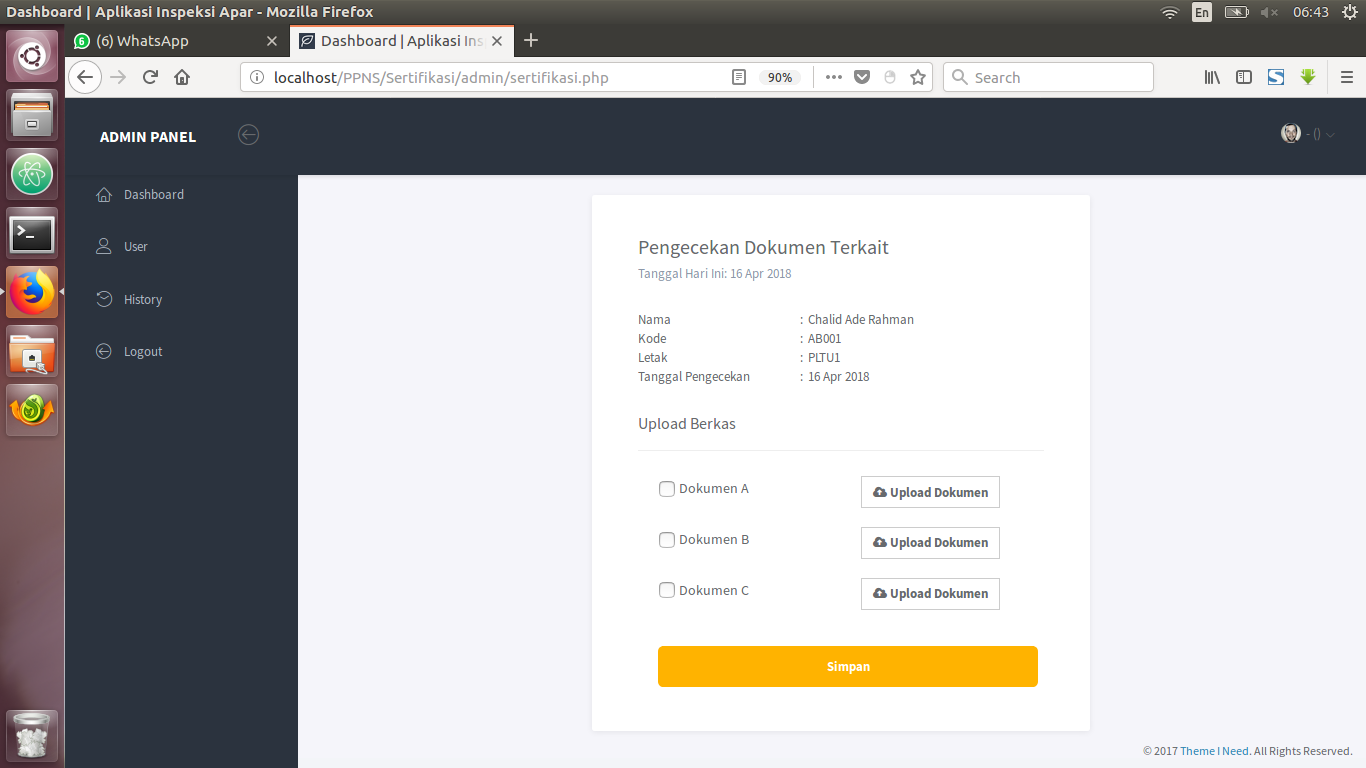 Dashboard | Aplikasi Inspeksi Apar - Mozilla Firefox
En
06:43
6 (6) WhatsApp
Dashboard | Aplikasi Ins
localhost/PPNS/Sertifikasi/admin/sertifikasi.php
90%
Search
ADMIN PANEL
- ()
Dashboard
User
History
Logout
Pengecekan Dokumen Terkait
Tanggal Hari Ini: 16 Apr 2018
Nama : Chalid Ade Rahman
Kode : AB001
Letak : PLTU1
Tanggal Pengecekan : 16 Apr 2018
Upload Berkas
Dokumen A Upload Dokumen
Dokumen B Upload Dokumen
Dokumen C Upload Dokumen
Simpan
© 2017 Theme I Need. All Rights Reserved.